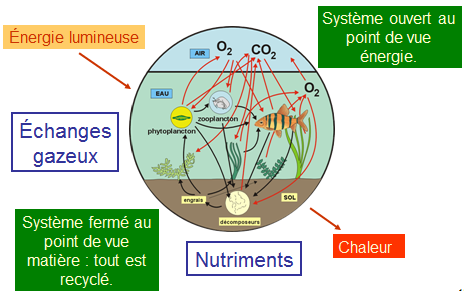 Énergie lumineuse
Système ouvert au
point de vue
énergie.
AIR
O2
CO2
O2
EAU
phytoplancton
zooplancton
Échanges
gazeux
engrais
décomposeurs
SOL
Système fermé au
point de vue
matière : tout est
recyclé.
Nutriments
Chaleur